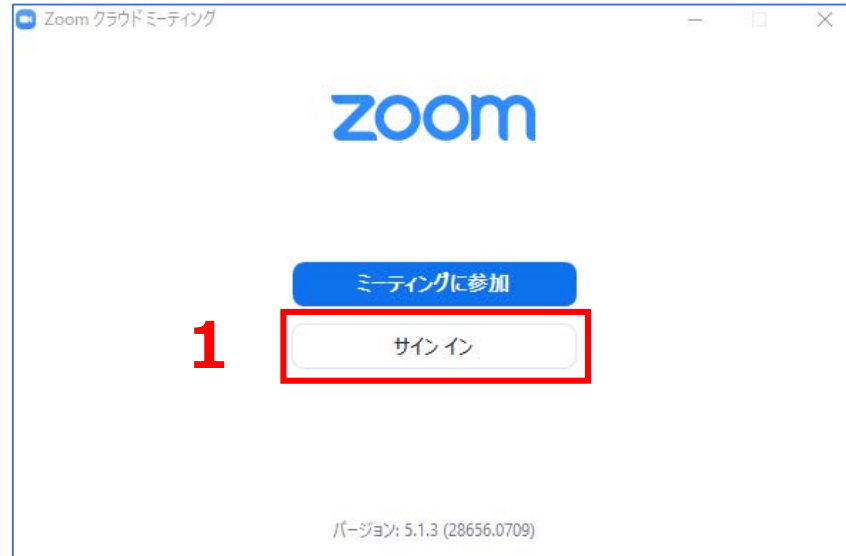 Zoom クラウド ミーティング
zoom
ミーティングに参加
1
サイン イン
バージョン: 5.1.3 (28656.0709)